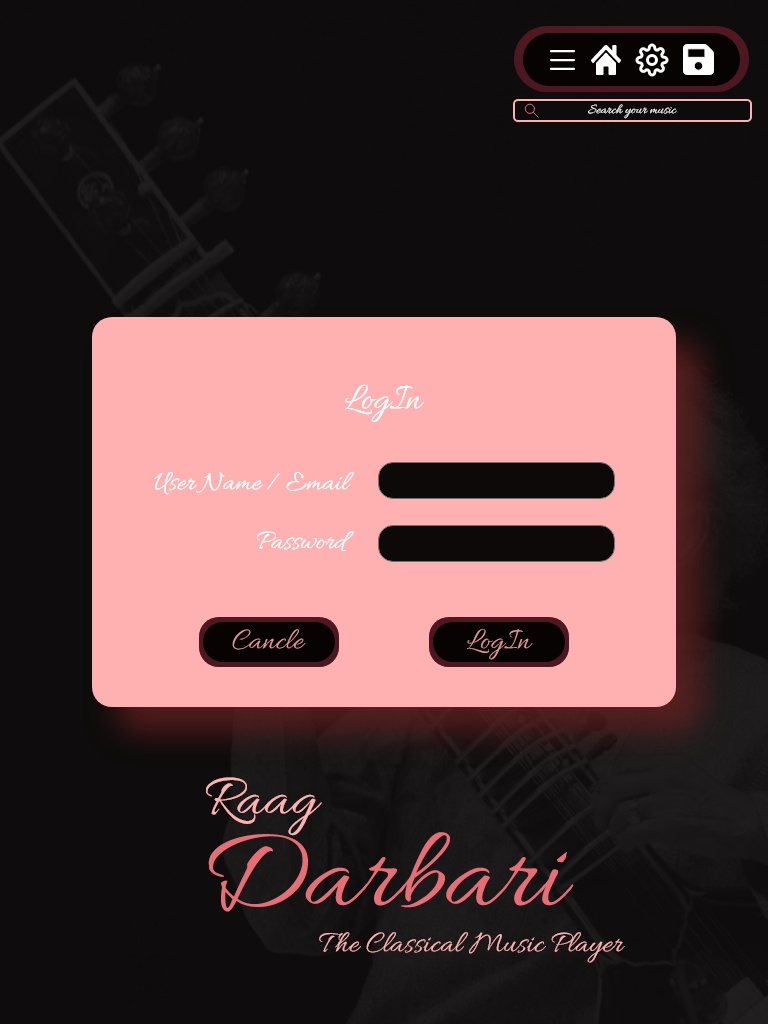 Search your music
LogIn
User Name / Email
Password
Cancle
LogIn
Raag
Darbari
The Classical Music Player